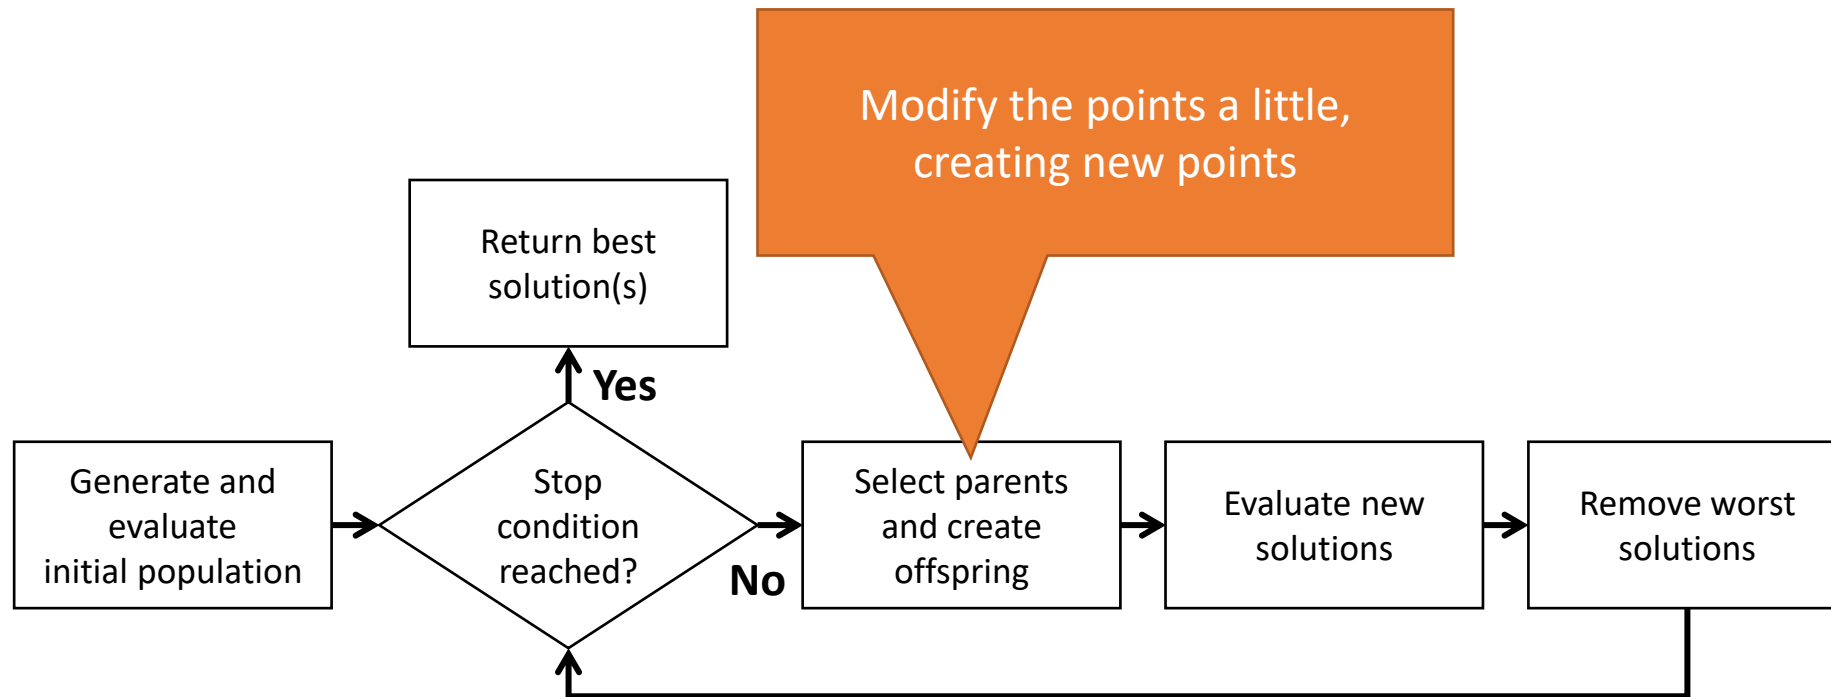 Modify the points a little,
creating new points
Return best
solution(s)
Yes
Generate and
evaluate
initial population
Stop
condition
reached?
No
Select parents
and create
offspring
Evaluate new
solutions
Remove worst
solutions